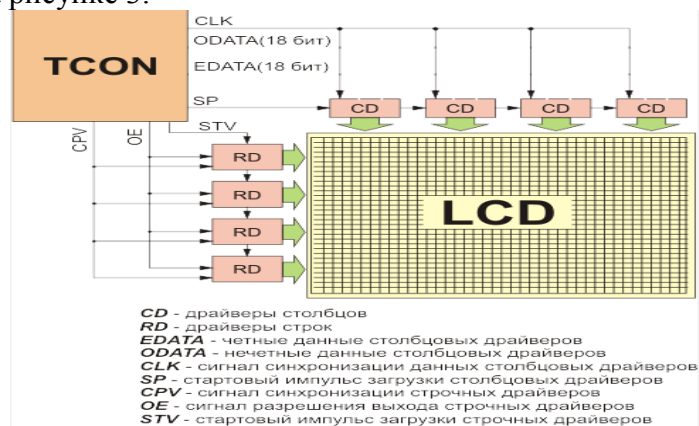 рисунке 3.
CLK
ODATA(18 бит)
TCON
EDATA(18 бит)
SP
CD CD CD CD
STV
CPV
OE
RD
RD
LCD
RD
RD
CD - драйверы столбцов
RD - драйверы строк
EDATA - четные данные столбцовых драйверов
ODATA - нечетные данные столбцовых драйверов
CLK - сигнал синхронизации данных столбцовых драйверов
SP - стартовый импульс загрузки столбцовых драйверов
CPV - сигнал синхронизации строчных драйверов
OE - сигнал разрешения выхода строчных драйверов
STV - стартовый импульс загрузки строчных драйверов